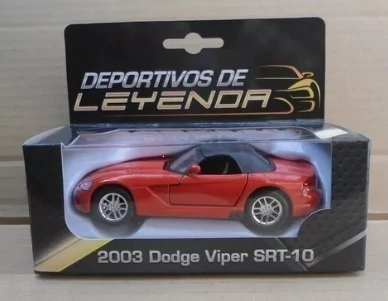 DEPORTIVOS DE
LEYENDA
2003 Dodge Viper SRT-10